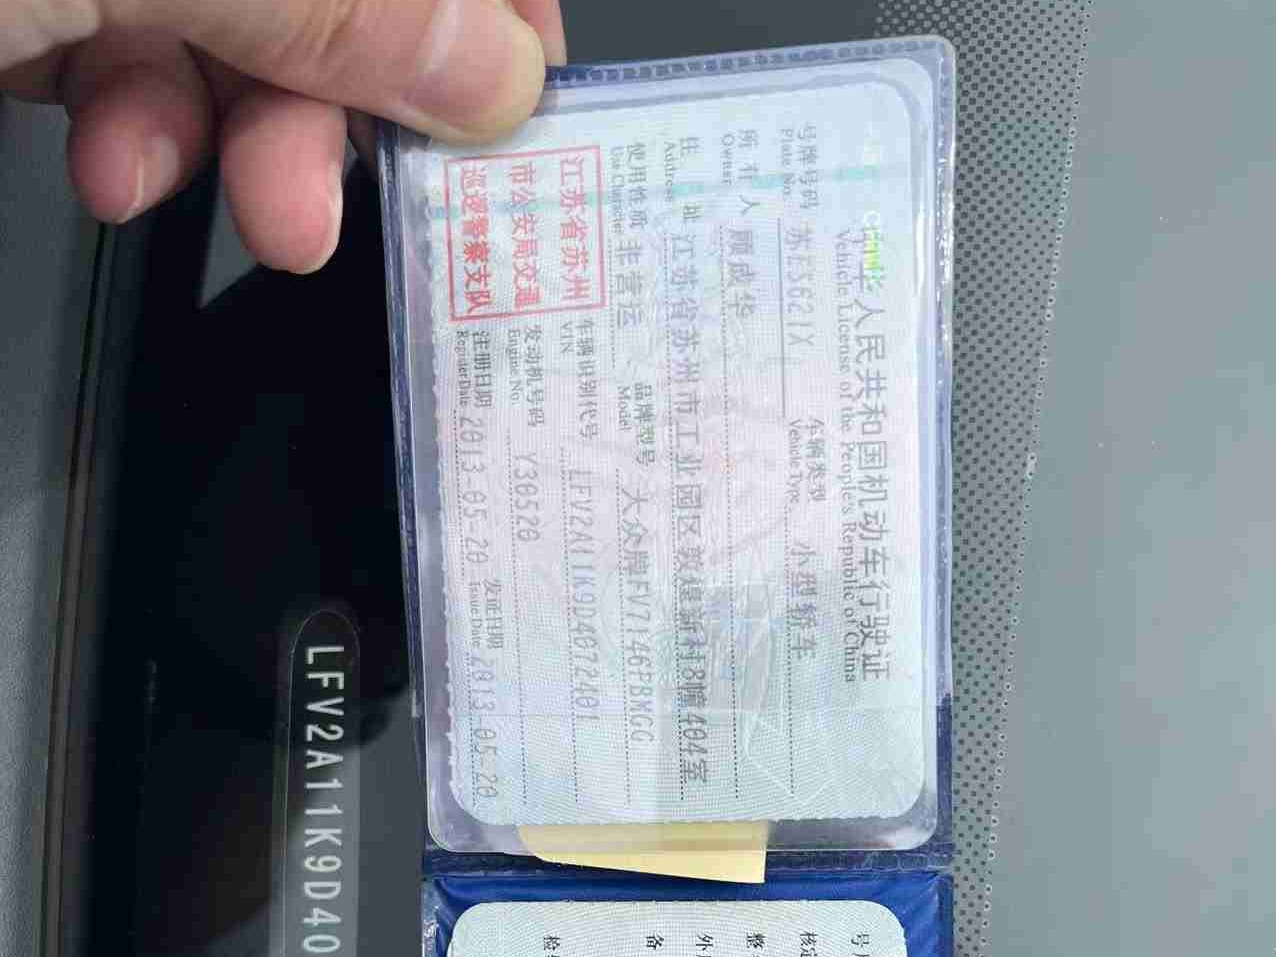 中华人民共和国机动车行驶证
Vehicle License of the People's Republic of China
号牌号码 苏E5621X 车辆类型 小型轿车
Plate No. Vehicle Type
所有人 顾成华
Owner
住址 江苏省苏州市工业园区敦煌新村8幢404室
Address
使用性质 非营运 品牌型号 大众牌FV7146FBMGG
Use Character Model
江苏省苏州
市公安局交通
巡逻警察支队
车辆识别代号 LFV2A11K9D4072401
VIN
发动机号码 Y30520
Engine No.
注册日期 2013-05-20 发证日期 2013-05-20
Register Date Issue Date
LFV2A11K9D40
号
核定
整
外
备
检